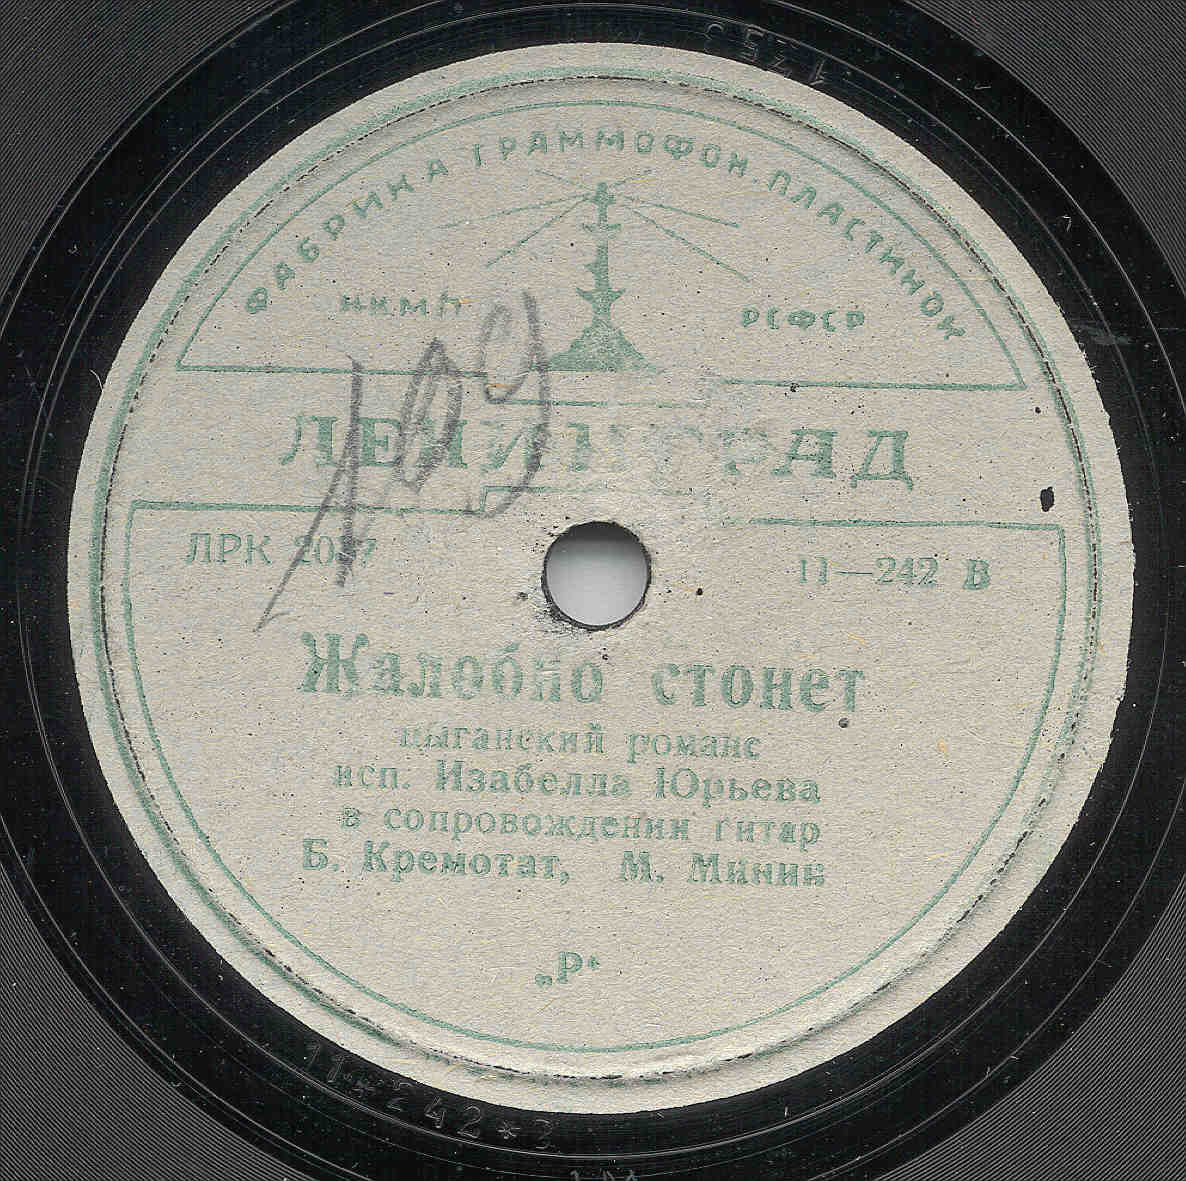 ФАБРИКА ГРАММОФОН. ПЛАСТИНОК
НКМП РСФСР
ЛЕНИНГРАД
ЛРК 11—242 В
Жалобно стонет
цыганский романс
исп. Изабелла Юрьева
в сопровождении гитар
Б. Кремотат, М. Минин
„Р“
11*242*3